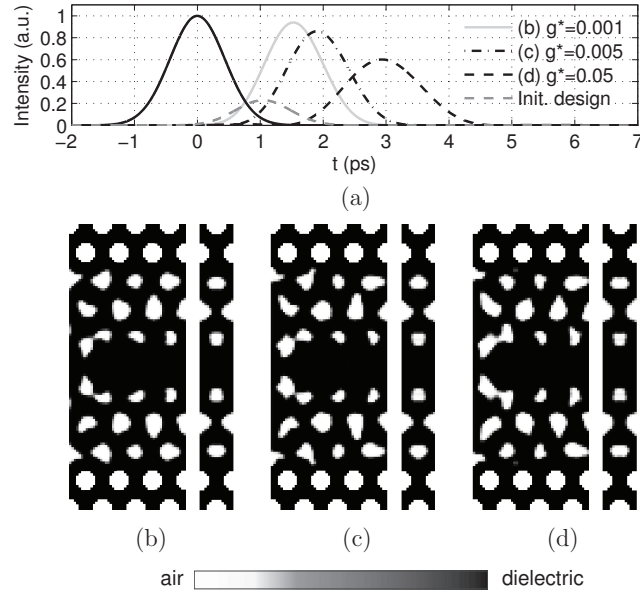 Intensity (a.u.)
1
0.8
0.6
0.4
0.2
0
−2 −1 0 1 2 3 4 5 6 7
t (ps)
(b) g*=0.001
(c) g*=0.005
(d) g*=0.05
Init. design
(a)
(b) (c) (d)
air dielectric